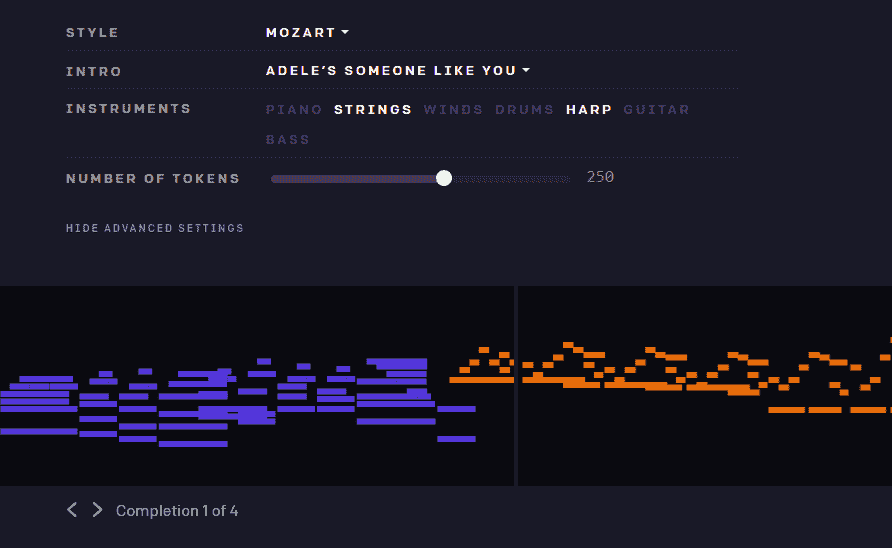 STYLE MOZART
INTRO ADELE'S SOMEONE LIKE YOU
INSTRUMENTS PIANO STRINGS WINDS DRUMS HARP GUITAR
BASS
NUMBER OF TOKENS 250
HIDE ADVANCED SETTINGS
Completion 1 of 4